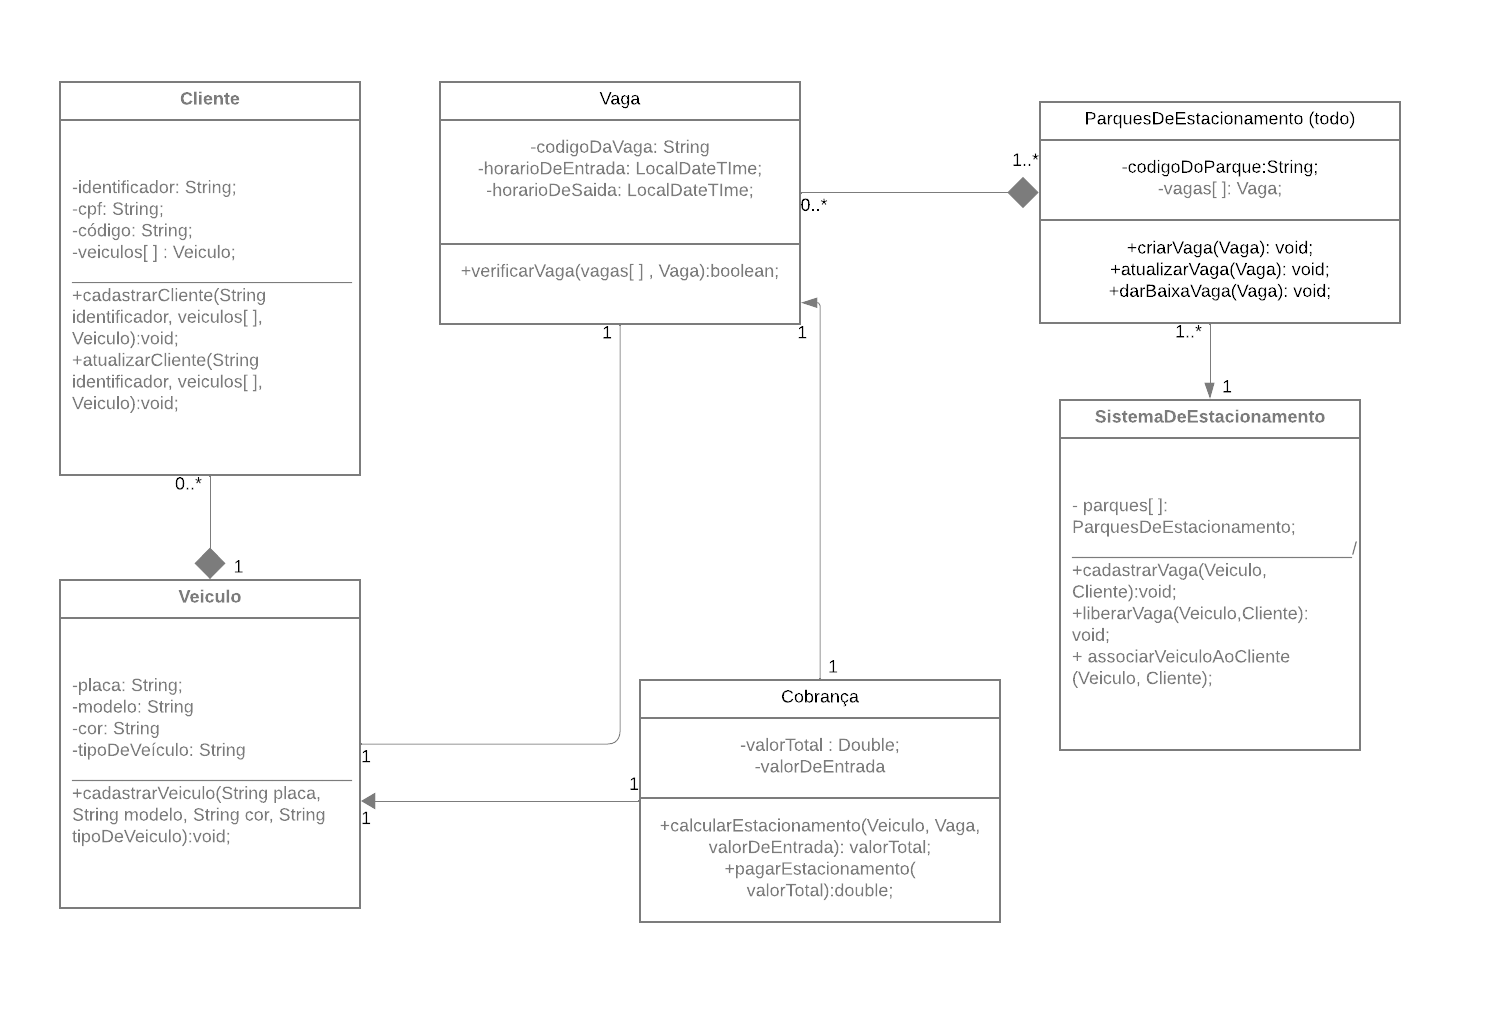 Cliente
-identificador: String;
-cpf: String;
-código: String;
-veiculos[ ] : Veiculo;
+cadastrarCliente(String
identificador, veiculos[ ],
Veiculo):void;
+atualizarCliente(String
identificador, veiculos[ ],
Veiculo):void;
0..*
1
Veiculo
-placa: String;
-modelo: String
-cor: String
-tipoDeVeículo: String
+cadastrarVeiculo(String placa,
String modelo, String cor, String
tipoDeVeiculo):void;
1
1
Vaga
-codigoDaVaga: String
-horarioDeEntrada: LocalDateTIme;
-horarioDeSaida: LocalDateTIme;
+verificarVaga(vagas[ ] , Vaga):boolean;
1
1
0..*
1..*
ParquesDeEstacionamento (todo)
-codigoDoParque:String;
-vagas[ ]: Vaga;
+criarVaga(Vaga): void;
+atualizarVaga(Vaga): void;
+darBaixaVaga(Vaga): void;
1..*
1
SistemaDeEstacionamento
- parques[ ]:
ParquesDeEstacionamento;
/
+cadastrarVaga(Veiculo,
Cliente):void;
+liberarVaga(Veiculo,Cliente):
void;
+ associarVeiculoAoCliente
(Veiculo, Cliente);
1
1
Cobrança
-valorTotal : Double;
-valorDeEntrada
+calcularEstacionamento(Veiculo, Vaga,
valorDeEntrada): valorTotal;
+pagarEstacionamento(
valorTotal):double;